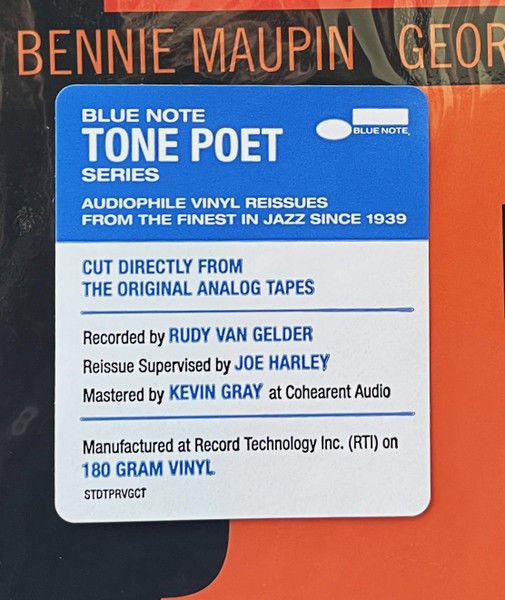 BENNIE MAUPIN GEOR
BLUE NOTE
TONE POET
SERIES
BLUE NOTE
AUDIOPHILE VINYL REISSUES
FROM THE FINEST IN JAZZ SINCE 1939
CUT DIRECTLY FROM
THE ORIGINAL ANALOG TAPES
Recorded by RUDY VAN GELDER
Reissue Supervised by JOE HARLEY
Mastered by KEVIN GRAY at Cohearent Audio
Manufactured at Record Technology Inc. (RTI) on
180 GRAM VINYL
STDTPRVGCT